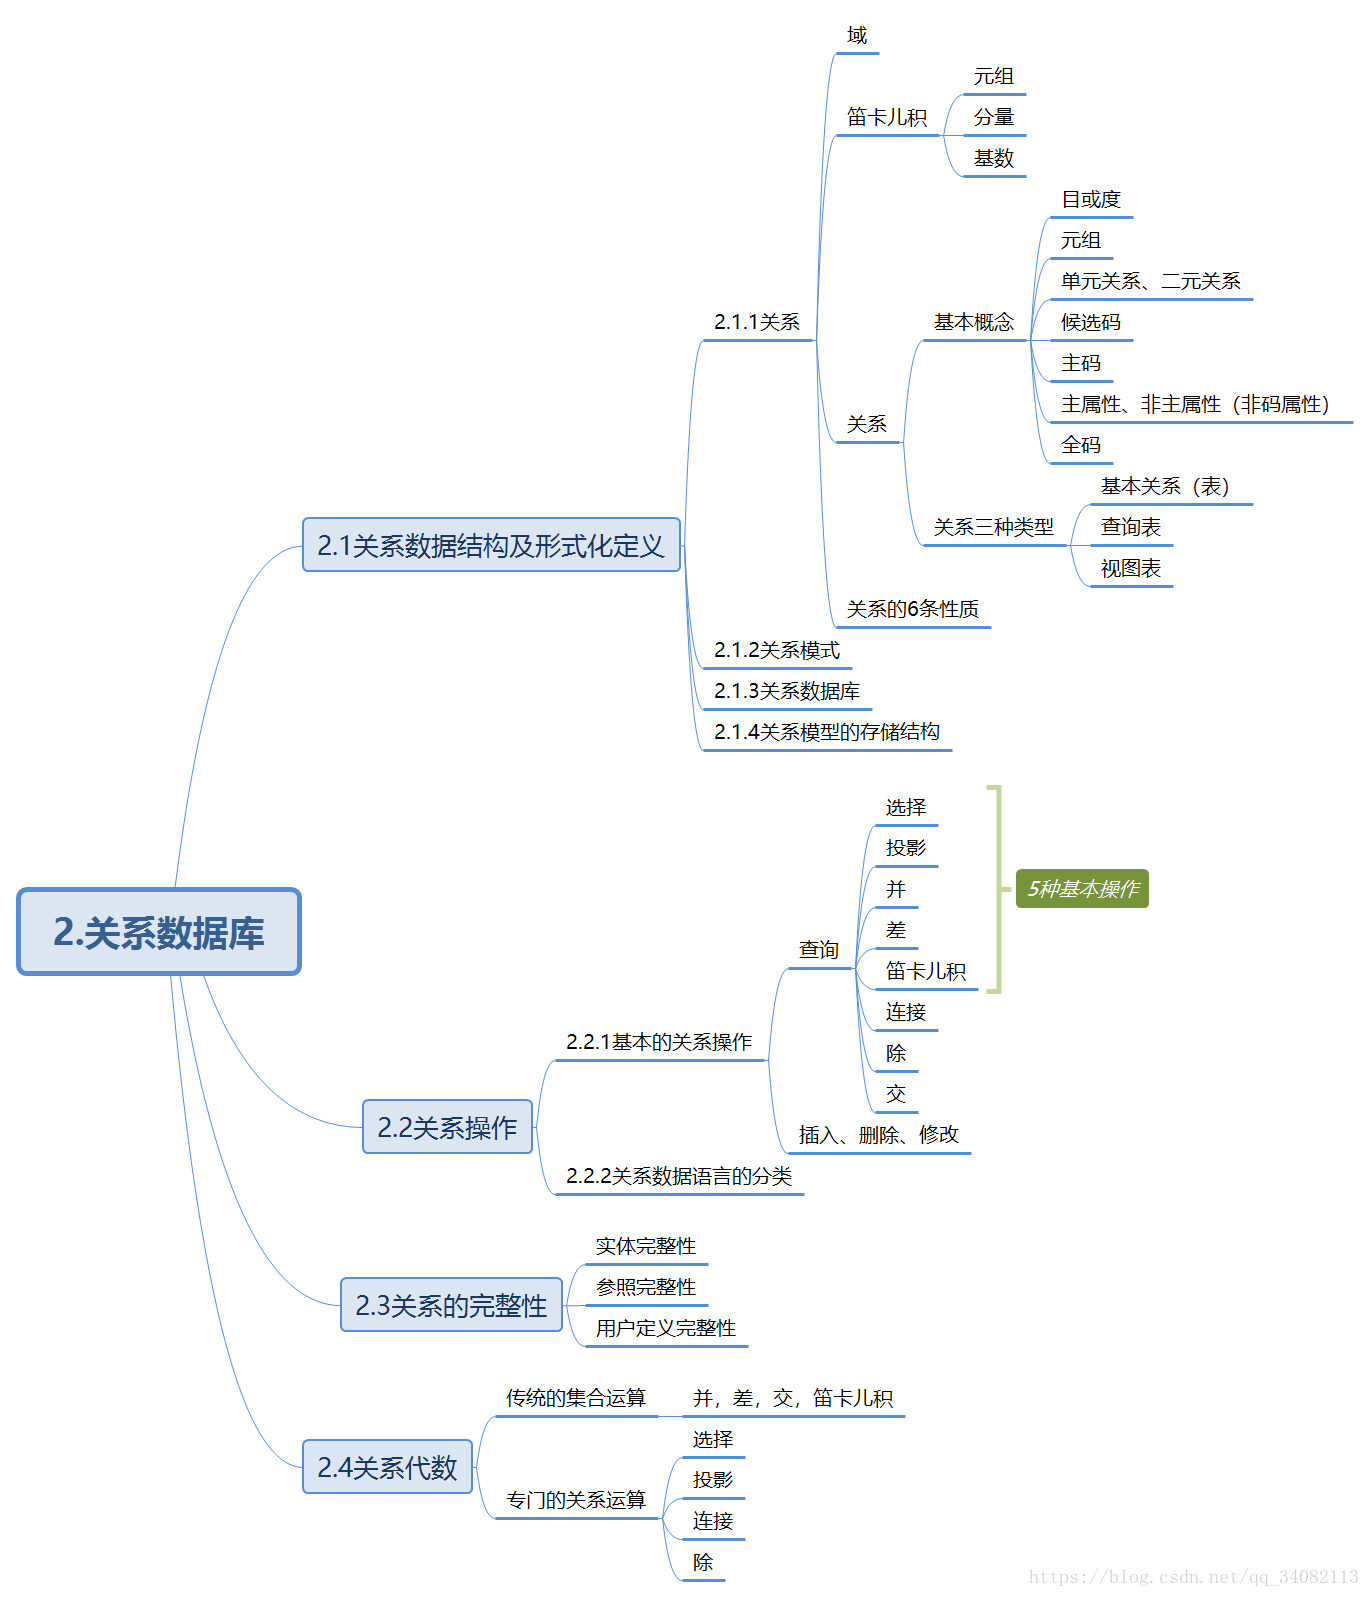 2.关系数据库
2.1关系数据结构及形式化定义
2.1.1关系
域
笛卡儿积
元组
分量
基数
关系
基本概念
目或度
元组
单元关系、二元关系
候选码
主码
主属性、非主属性（非码属性）
全码
关系三种类型
基本关系（表）
查询表
视图表
关系的6条性质
2.1.2关系模式
2.1.3关系数据库
2.1.4关系模型的存储结构
2.2关系操作
2.2.1基本的关系操作
查询
选择
投影
并
差
笛卡儿积
5种基本操作
连接
除
交
插入、删除、修改
2.2.2关系数据语言的分类
2.3关系的完整性
实体完整性
参照完整性
用户定义完整性
2.4关系代数
传统的集合运算
并，差，交，笛卡儿积
专门的关系运算
选择
投影
连接
除
https://blog.csdn.net/qq_34082113